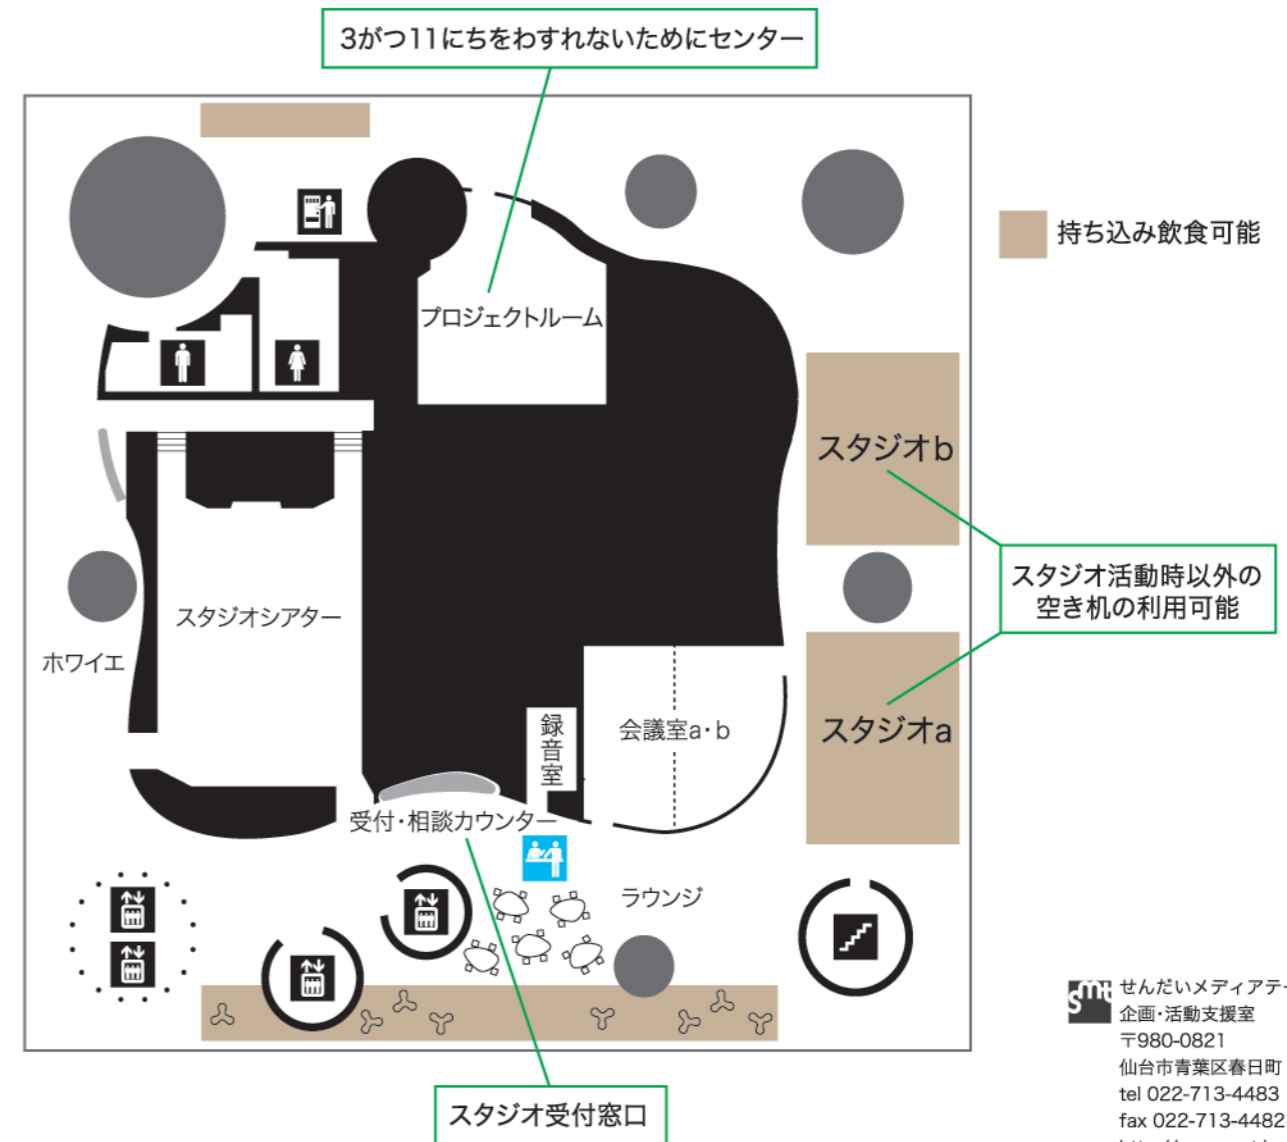 3がつ11にちをわすれないためにセンター
持ち込み飲食可能
プロジェクトルーム
スタジオb
スタジオ活動時以外の
空き机の利用可能
スタジオシアター
ホワイエ
スタジオa
録音室
会議室a・b
受付・相談カウンター
ラウンジ
スタジオ受付窓口
smt
せんだいメディアテー
企画・活動支援室
〒980-0821
仙台市青葉区春日町
tel 022-713-4483
fax 022-713-4482